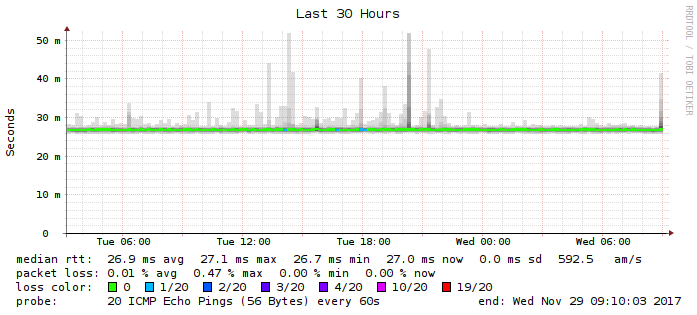 Last 30 Hours
RRDTOOL / TOBI OETIKER
Seconds
50 m
40 m
30 m
20 m
10 m
0
Tue 06:00 Tue 12:00 Tue 18:00 Wed 00:00 Wed 06:00
median rtt: 26.9 ms avg 27.1 ms max 26.7 ms min 27.0 ms now 0.0 ms sd 592.5 am/s
packet loss: 0.01 % avg 0.47 % max 0.00 % min 0.00 % now
loss color: 0 1/20 2/20 3/20 4/20 10/20 19/20
probe: 20 ICMP Echo Pings (56 Bytes) every 60s end: Wed Nov 29 09:10:03 2017